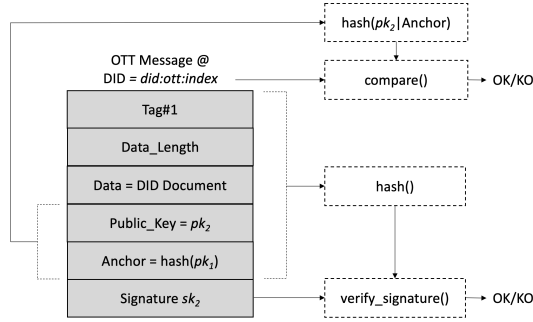 hash(pk₂|Anchor)
OTT Message @
DID = did:ott:index
compare()
OK/KO
Tag#1
Data_Length
Data = DID Document
hash()
Public_Key = pk₂
Anchor = hash(pk₁)
Signature sk₂
verify_signature()
OK/KO